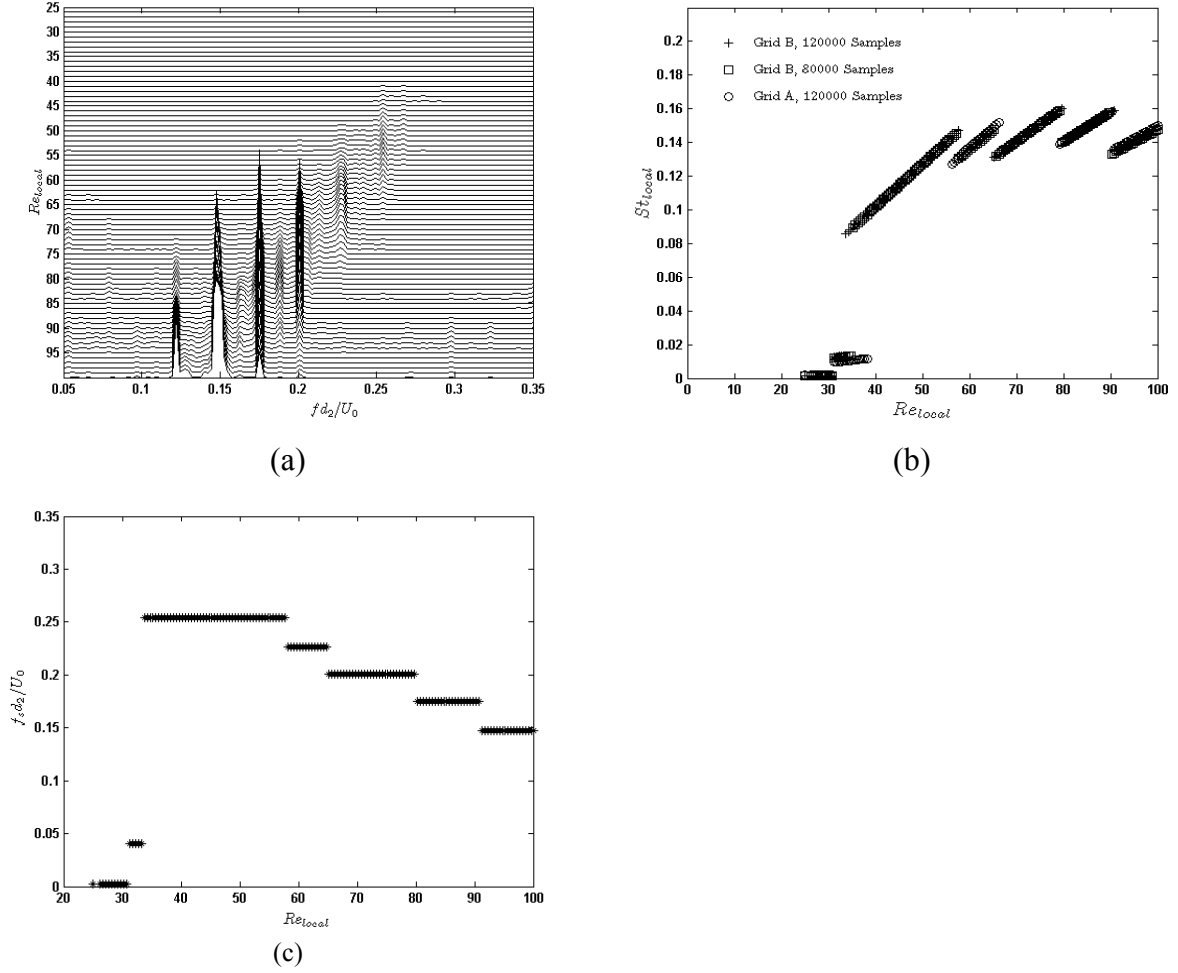 25
30
35
40
45
50
55
60
65
70
75
80
85
90
95
Re_local
0.05 0.1 0.15 0.2 0.25 0.3 0.35
fd_2/U_0
(a)
0.2
0.18
0.16
0.14
0.12
0.1
0.08
0.06
0.04
0.02
0
St_local
Grid B, 120000 Samples
Grid B, 80000 Samples
Grid A, 120000 Samples
0 10 20 30 40 50 60 70 80 90 100
Re_local
(b)
0.35
0.3
0.25
0.2
0.15
0.1
0.05
0
f_s d_2/U_0
20 30 40 50 60 70 80 90 100
Re_local
(c)